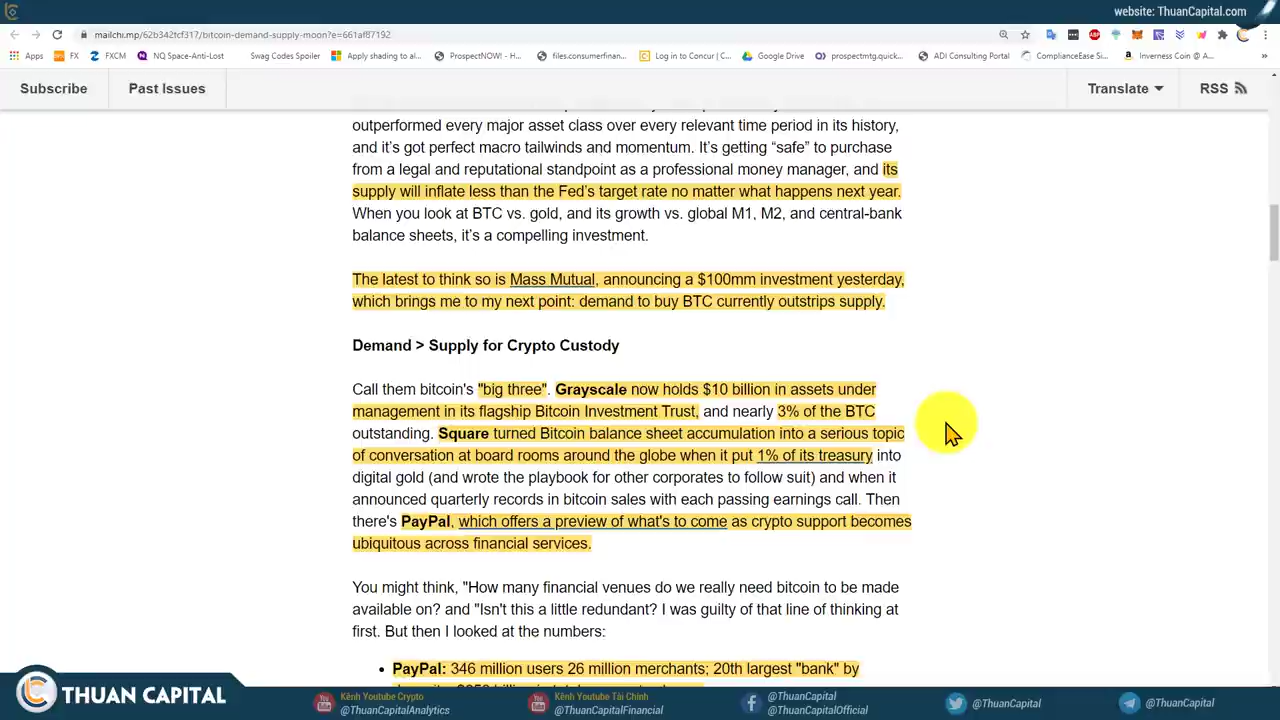 website: ThuanCapital.com
mailchi.mp/62b342fcf317/bitcoin-demand-supply-moon?e=661af87192
Apps FX FXCM NQ Space-Anti-Lost Swag Codes Spoiler Apply shading to al... ProspectNOW! - H... files.consumerfinan... Log in to Concur | C... Google Drive prospectmtg.quick... ADI Consulting Portal ComplianceEase Si... Inverness Coin @ A... »
Subscribe Past Issues Translate RSS
outperformed every major asset class over every relevant time period in its history,
and it's got perfect macro tailwinds and momentum. It's getting “safe” to purchase
from a legal and reputational standpoint as a professional money manager, and its
supply will inflate less than the Fed's target rate no matter what happens next year.
When you look at BTC vs. gold, and its growth vs. global M1, M2, and central-bank
balance sheets, it's a compelling investment.
The latest to think so is Mass Mutual, announcing a $100mm investment yesterday,
which brings me to my next point: demand to buy BTC currently outstrips supply.
Demand > Supply for Crypto Custody
Call them bitcoin's "big three". Grayscale now holds $10 billion in assets under
management in its flagship Bitcoin Investment Trust, and nearly 3% of the BTC
outstanding. Square turned Bitcoin balance sheet accumulation into a serious topic
of conversation at board rooms around the globe when it put 1% of its treasury into
digital gold (and wrote the playbook for other corporates to follow suit) and when it
announced quarterly records in bitcoin sales with each passing earnings call. Then
there's PayPal, which offers a preview of what's to come as crypto support becomes
ubiquitous across financial services.
You might think, "How many financial venues do we really need bitcoin to be made
available on? and "Isn't this a little redundant? I was guilty of that line of thinking at
first. But then I looked at the numbers:
• PayPal: 346 million users 26 million merchants; 20th largest "bank" by
THUAN CAPITAL
Kênh Youtube Crypto
@ThuanCapitalAnalytics
Kênh Youtube Tài Chính
@ThuanCapitalFinancial
@ThuanCapital
@ThuanCapitalOfficial
@ThuanCapital
@ThuanCapital